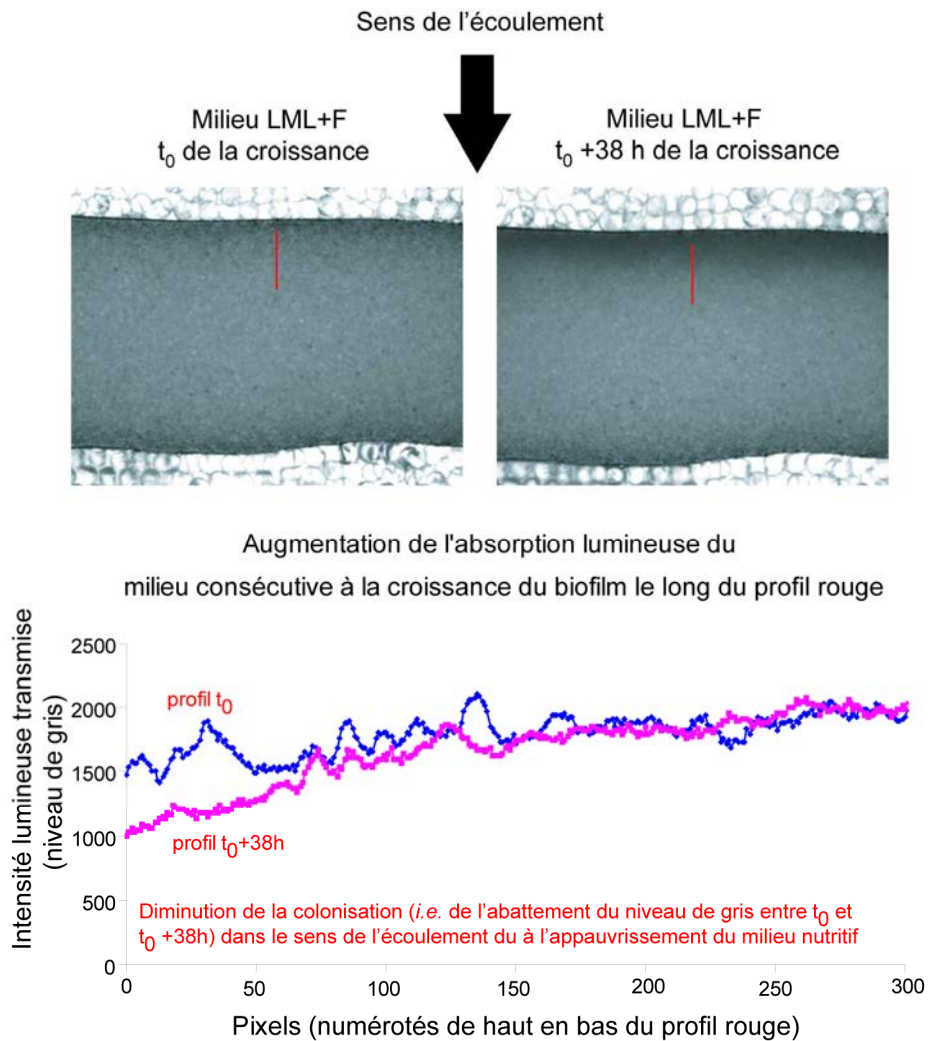 Sens de l'écoulement
Milieu LML+F
t0 de la croissance
Milieu LML+F
t0 +38 h de la croissance
Augmentation de l'absorption lumineuse du
milieu consécutive à la croissance du biofilm le long du profil rouge
Intensité lumineuse transmise
(niveau de gris)
2500
2000
1500
1000
500
0
profil t0
profil t0+38h
Diminution de la colonisation (i.e. de l'abattement du niveau de gris entre t0 et
t0 +38h) dans le sens de l'écoulement du à l'appauvrissement du milieu nutritif
0 50 100 150 200 250 300
Pixels (numérotés de haut en bas du profil rouge)